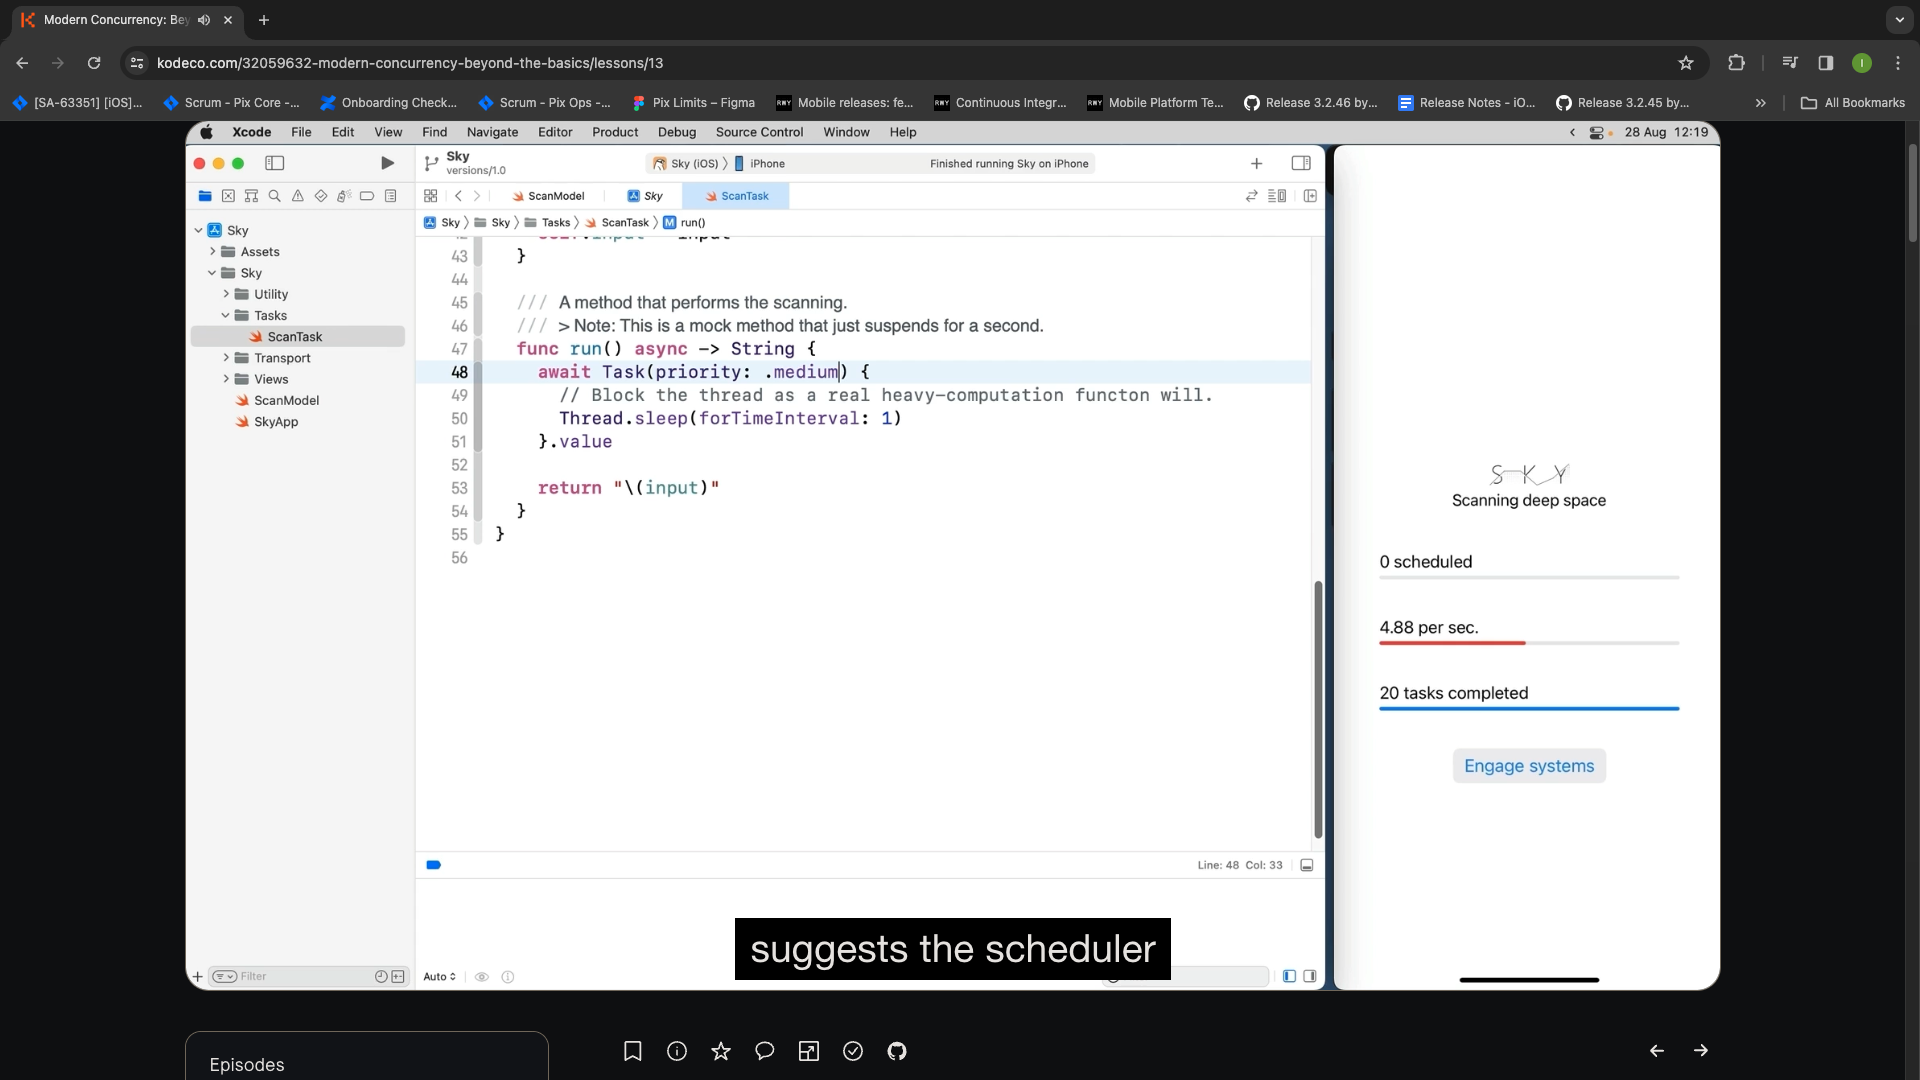 Modern Concurrency: Bey
kodeco.com/32059632-modern-concurrency-beyond-the-basics/lessons/13
I
[SA-63351] [iOS]...
Scrum - Pix Core -...
Onboarding Check...
Scrum - Pix Ops -...
Pix Limits – Figma
RWY Mobile releases: fe...
RWY Continuous Integr...
RWY Mobile Platform Te...
Release 3.2.46 by...
Release Notes - iO...
Release 3.2.45 by...
All Bookmarks
Xcode File Edit View Find Navigate Editor Product Debug Source Control Window Help
28 Aug 12:19
Sky
versions/1.0
Sky (iOS) 〉 iPhone
Finished running Sky on iPhone
ScanModel
Sky
ScanTask
Sky 〉 Sky 〉 Tasks 〉 ScanTask 〉 M run()
Sky
Assets
Sky
Utility
Tasks
ScanTask
Transport
Views
ScanModel
SkyApp
43 }
44
45 /// A method that performs the scanning.
46 /// > Note: This is a mock method that just suspends for a second.
47 func run() async -> String {
48 await Task(priority: .medium) {
49 // Block the thread as a real heavy-computation functon will.
50 Thread.sleep(forTimeInterval: 1)
51 }.value
52
53 return "\(input)"
54 }
55 }
56
Line: 48 Col: 33
Filter
Auto
S K Y
Scanning deep space
0 scheduled
4.88 per sec.
20 tasks completed
Engage systems
suggests the scheduler
Episodes